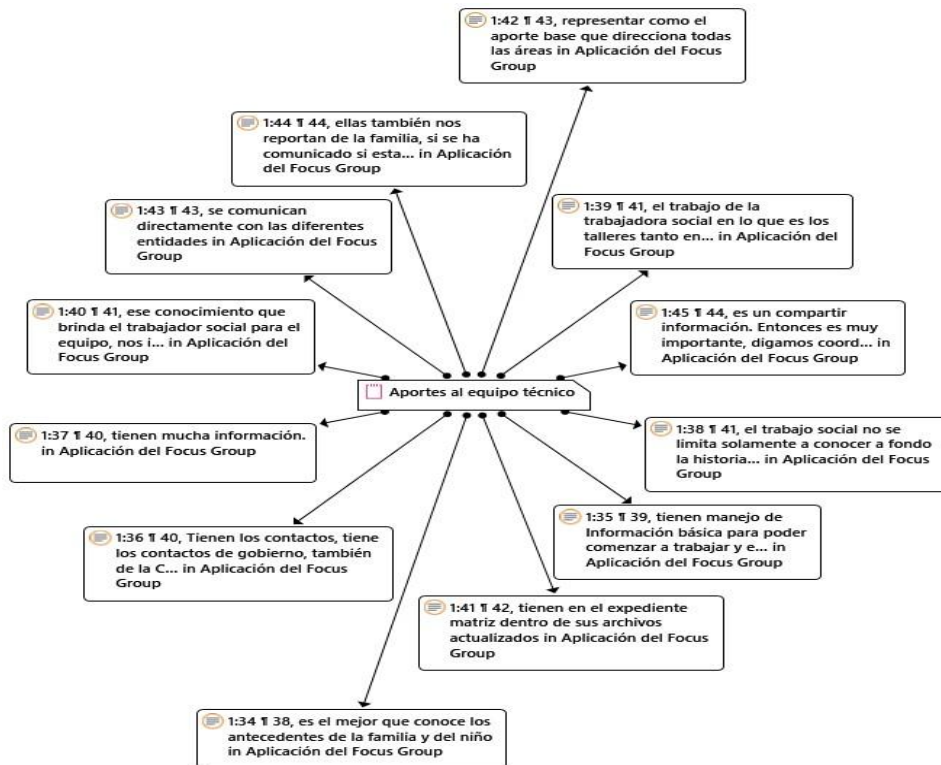 1:42 ¶ 43, representar como el
aporte base que direcciona todas
las áreas in Aplicación del Focus
Group
1:44 ¶ 44, ellas también nos
reportan de la familia, si se ha
comunicado si esta... in Aplicación
del Focus Group
1:39 ¶ 41, el trabajo de la
trabajadora social en lo que es los
talleres tanto en... in Aplicación del
Focus Group
1:43 ¶ 43, se comunican
directamente con las diferentes
entidades in Aplicación del Focus
Group
1:40 ¶ 41, ese conocimiento que
brinda el trabajador social para el
equipo, nos i... in Aplicación del
Focus Group
1:45 ¶ 44, es un compartir
información. Entonces es muy
importante, digamos coord... in
Aplicación del Focus Group
Aportes al equipo técnico
1:37 ¶ 40, tienen mucha información.
in Aplicación del Focus Group
1:38 ¶ 41, el trabajo social no se
limita solamente a conocer a fondo
la historia... in Aplicación del Focus
Group
1:36 ¶ 40, Tienen los contactos, tiene
los contactos de gobierno, también
de la C... in Aplicación del Focus
Group
1:35 ¶ 39, tienen manejo de
Información básica para poder
comenzar a trabajar y e... in
Aplicación del Focus Group
1:41 ¶ 42, tienen en el expediente
matriz dentro de sus archivos
actualizados in Aplicación del Focus
Group
1:34 ¶ 38, es el mejor que conoce los
antecedentes de la familia y del niño
in Aplicación del Focus Group